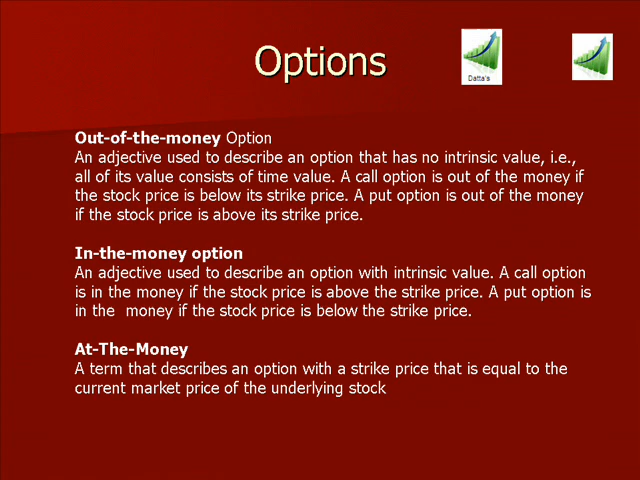 Options
Datta's
Out-of-the-money Option
An adjective used to describe an option that has no intrinsic value, i.e.,
all of its value consists of time value. A call option is out of the money if
the stock price is below its strike price. A put option is out of the money
if the stock price is above its strike price.
In-the-money option
An adjective used to describe an option with intrinsic value. A call option
is in the money if the stock price is above the strike price. A put option is
in the  money if the stock price is below the strike price.
At-The-Money
A term that describes an option with a strike price that is equal to the
current market price of the underlying stock